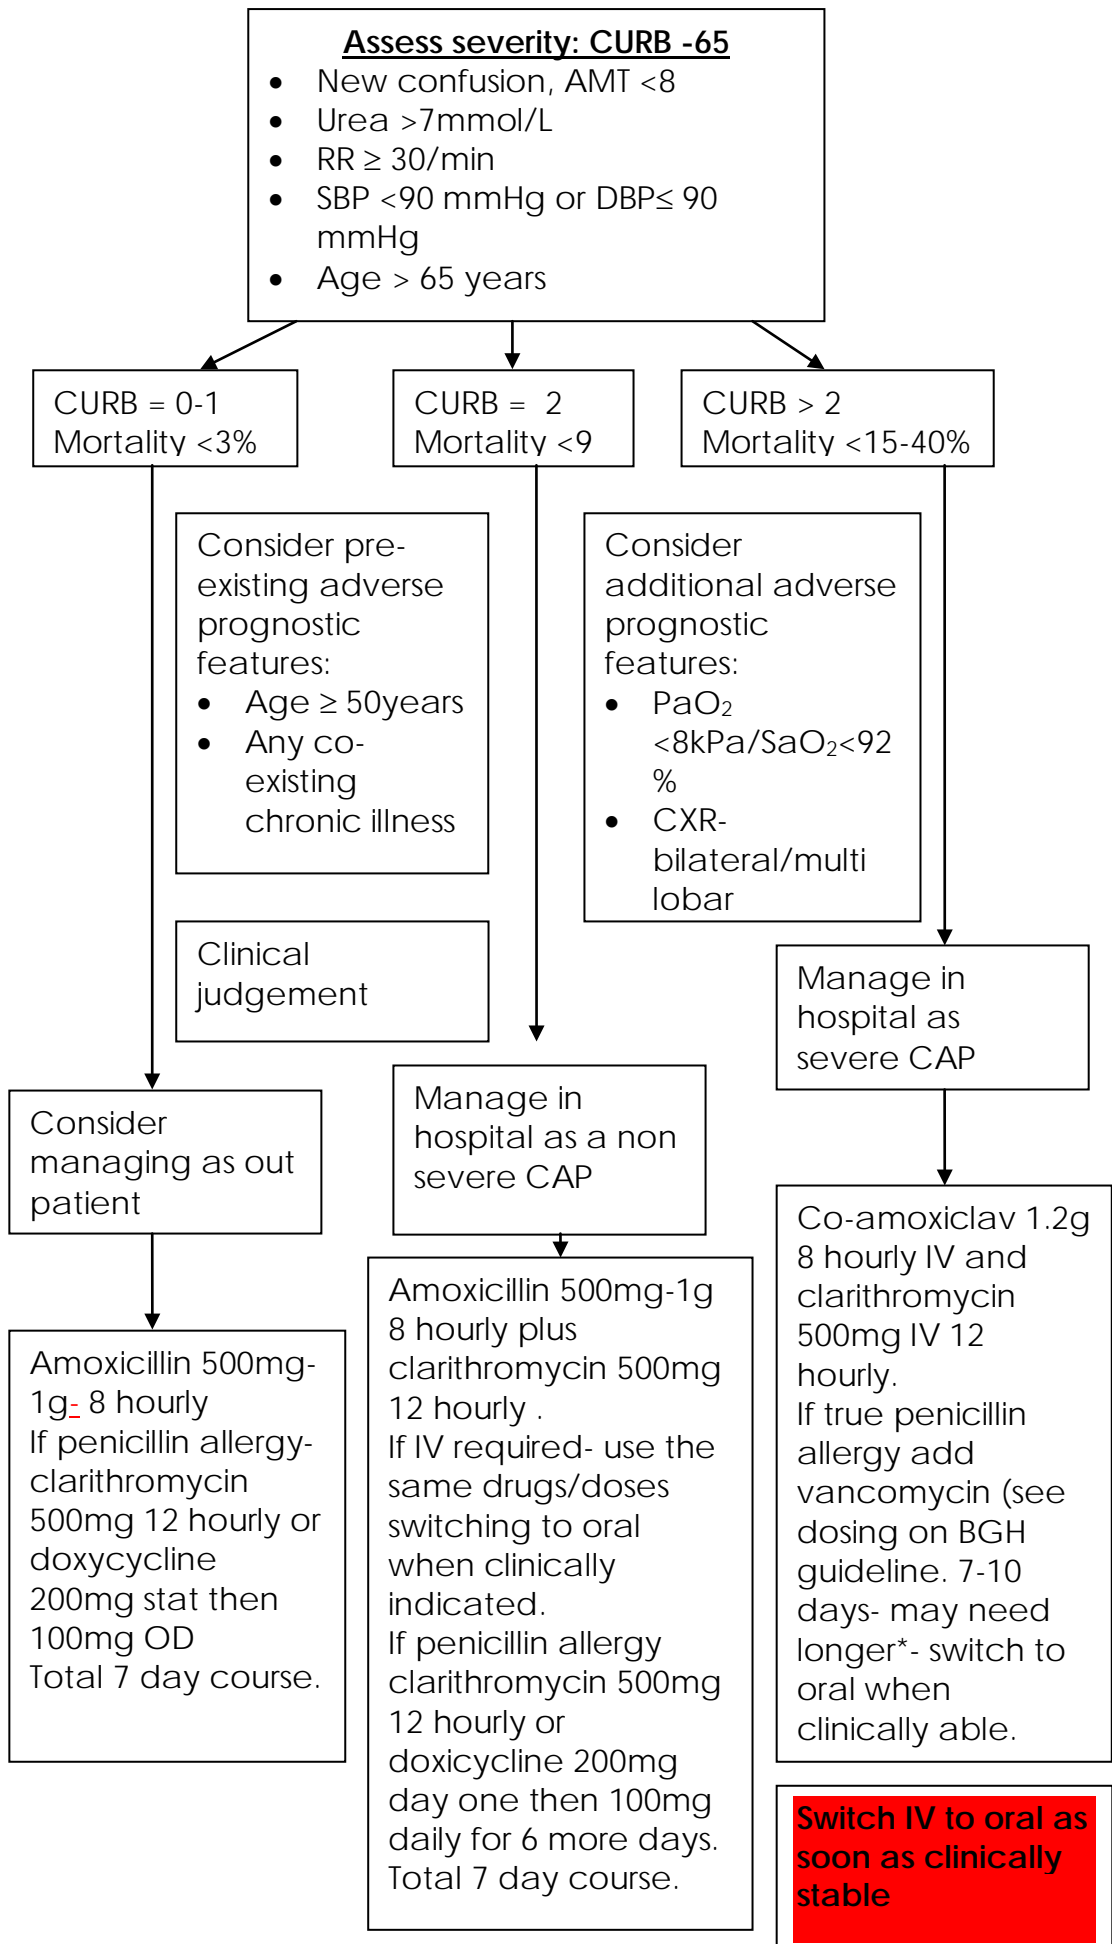 Assess severity: CURB -65
• New confusion, AMT <8
• Urea >7mmol/L
• RR ≥ 30/min
• SBP <90 mmHg or DBP≤ 90
mmHg
• Age > 65 years
CURB = 0-1
Mortality <3%
CURB = 2
Mortality <9
CURB > 2
Mortality <15-40%
Consider pre-
existing adverse
prognostic
features:
• Age ≥ 50years
• Any co-
existing
chronic illness
Consider
additional adverse
prognostic
features:
• PaO₂
<8kPa/SaO₂<92
%
• CXR-
bilateral/multi
lobar
Clinical
judgement
Manage in
hospital as
severe CAP
Consider
managing as out
patient
Manage in
hospital as a non
severe CAP
Amoxicillin 500mg-
1g- 8 hourly
If penicillin allergy-
clarithromycin
500mg 12 hourly or
doxycycline
200mg stat then
100mg OD
Total 7 day course.
Amoxicillin 500mg-1g
8 hourly plus
clarithromycin 500mg
12 hourly .
If IV required- use the
same drugs/doses
switching to oral
when clinically
indicated.
If penicillin allergy
clarithromycin 500mg
12 hourly or
doxicycline 200mg
day one then 100mg
daily for 6 more days.
Total 7 day course.
Co-amoxiclav 1.2g
8 hourly IV and
clarithromycin
500mg IV 12
hourly.
If true penicillin
allergy add
vancomycin (see
dosing on BGH
guideline. 7-10
days- may need
longer*- switch to
oral when
clinically able.
Switch IV to oral as
soon as clinically
stable